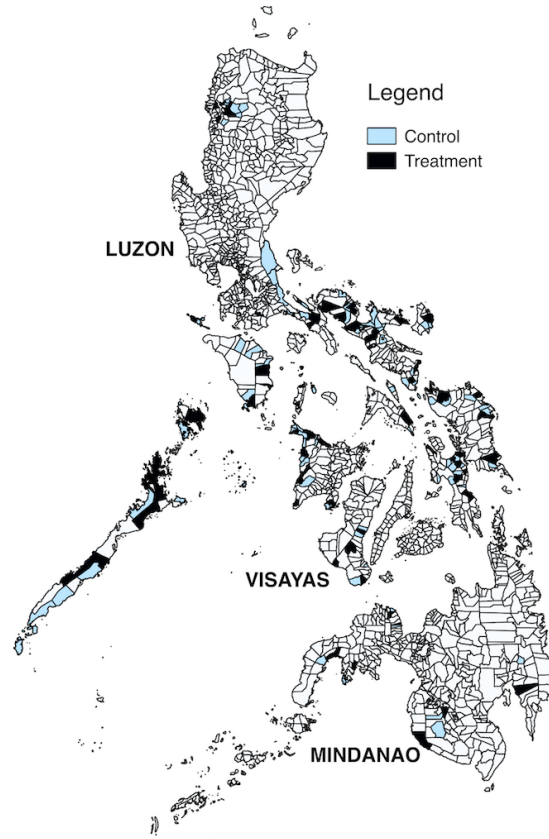 Legend
Control
Treatment
LUZON
VISAYAS
MINDANAO